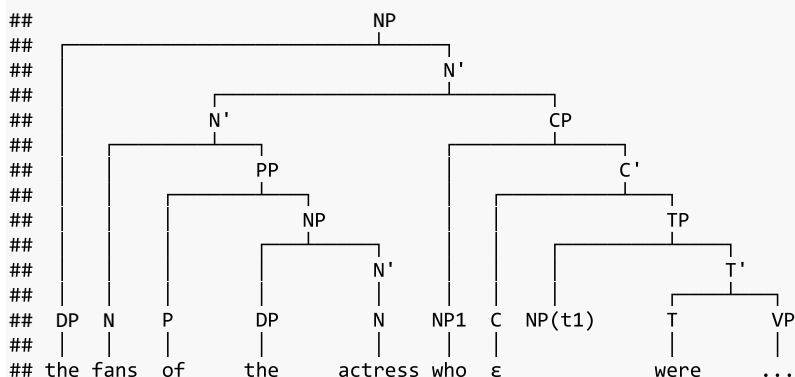 ## NP
##
## N'
##
## N' CP
##
## PP C'
##
## NP TP
##
## N' T'
##
## DP N P DP N NP1 C NP(t1) T VP
##
## the fans of the actress who ε were ...